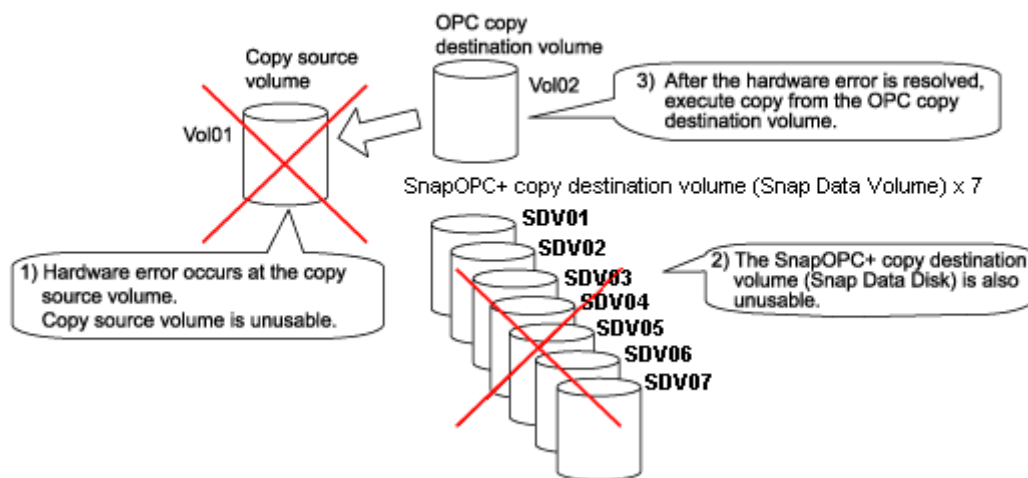 OPC copy
destination volume
Copy source
volume
Vol01
Vol02
3) After the hardware error is resolved,
execute copy from the OPC copy
destination volume.
SnapOPC+ copy destination volume (Snap Data Volume) x 7
SDV01
SDV02
SDV03
SDV04
SDV05
SDV06
SDV07
1) Hardware error occurs at the copy
source volume.
Copy source volume is unusable.
2) The SnapOPC+ copy destination
volume (Snap Data Disk) is also
unusable.